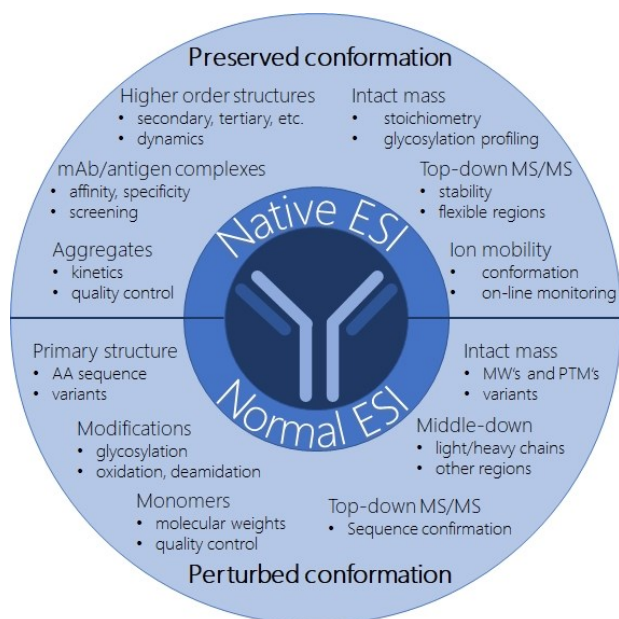 Preserved conformation
Higher order structures
• secondary, tertiary, etc.
• dynamics
Intact mass
• stoichiometry
• glycosylation profiling
mAb/antigen complexes
• affinity, specificity
• screening
Top-down MS/MS
• stability
• flexible regions
Aggregates
• kinetics
• quality control
Ion mobility
• conformation
• on-line monitoring
Native ESI
Normal ESI
Primary structure
• AA sequence
• variants
Intact mass
• MW's and PTM's
• variants
Modifications
• glycosylation
• oxidation, deamidation
Middle-down
• light/heavy chains
• other regions
Monomers
• molecular weights
• quality control
Top-down MS/MS
• Sequence confirmation
Perturbed conformation